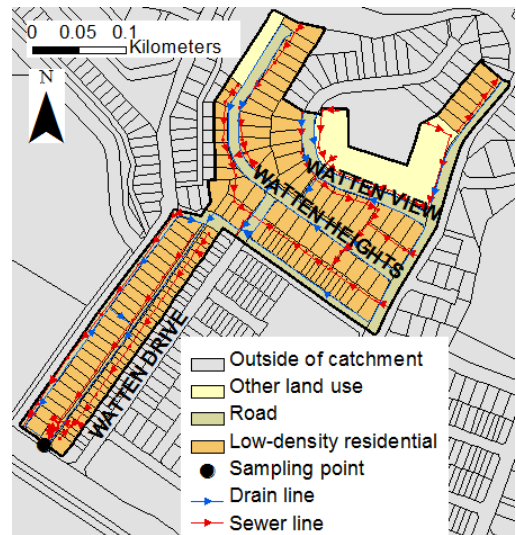 0 0.05 0.1
Kilometers
N
WATTEN VIEW
WATTEN HEIGHTS
WATTEN DRIVE
Outside of catchment
Other land use
Road
Low-density residential
Sampling point
Drain line
Sewer line